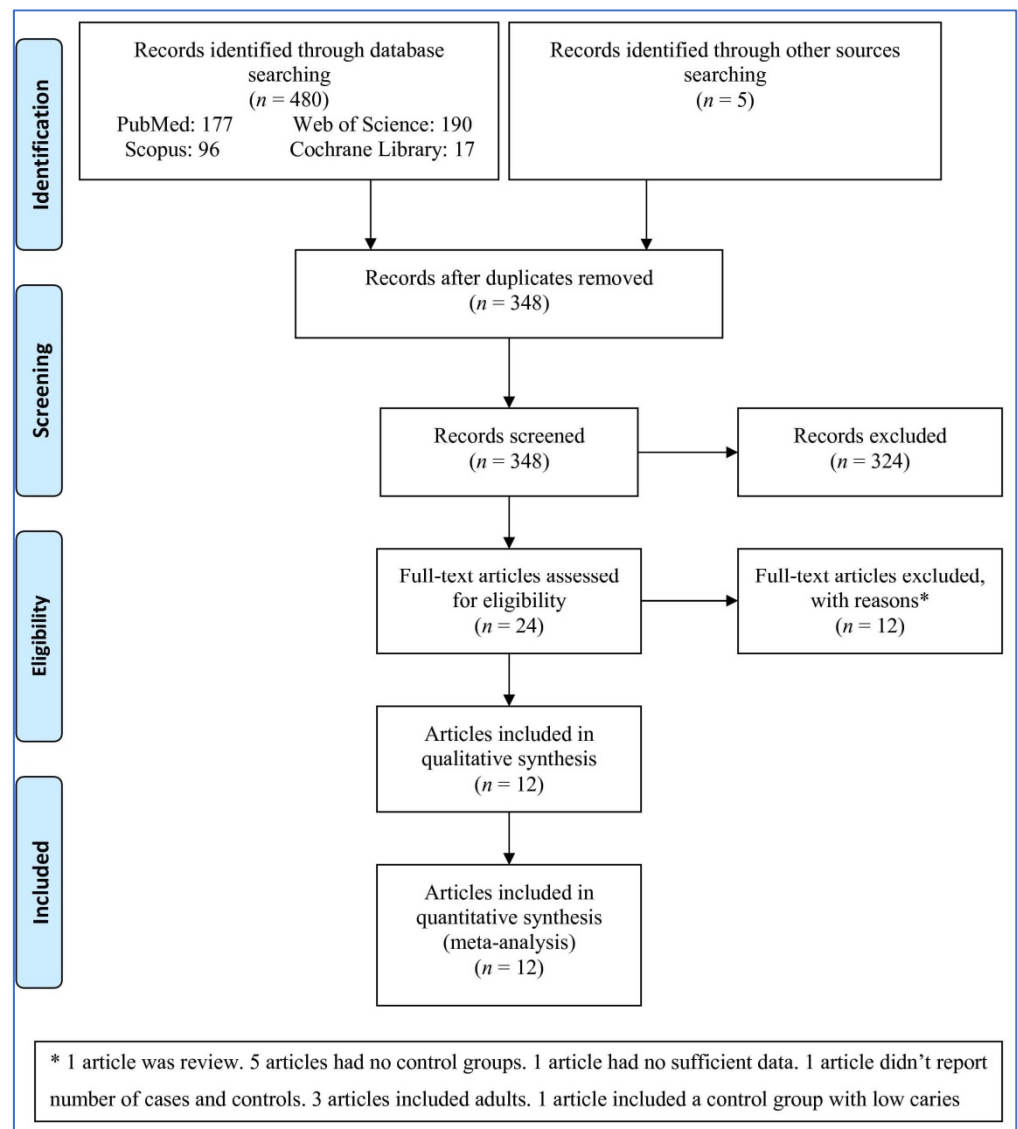 Identification
Records identified through database
searching
(n = 480)
PubMed: 177 Web of Science: 190
Scopus: 96 Cochrane Library: 17
Records identified through other sources
searching
(n = 5)
Records after duplicates removed
(n = 348)
Screening
Records screened
(n = 348)
Records excluded
(n = 324)
Eligibility
Full-text articles assessed
for eligibility
(n = 24)
Full-text articles excluded,
with reasons*
(n = 12)
Articles included in
qualitative synthesis
(n = 12)
Included
Articles included in
quantitative synthesis
(meta-analysis)
(n = 12)
* 1 article was review. 5 articles had no control groups. 1 article had no sufficient data. 1 article didn’t report
number of cases and controls. 3 articles included adults. 1 article included a control group with low caries